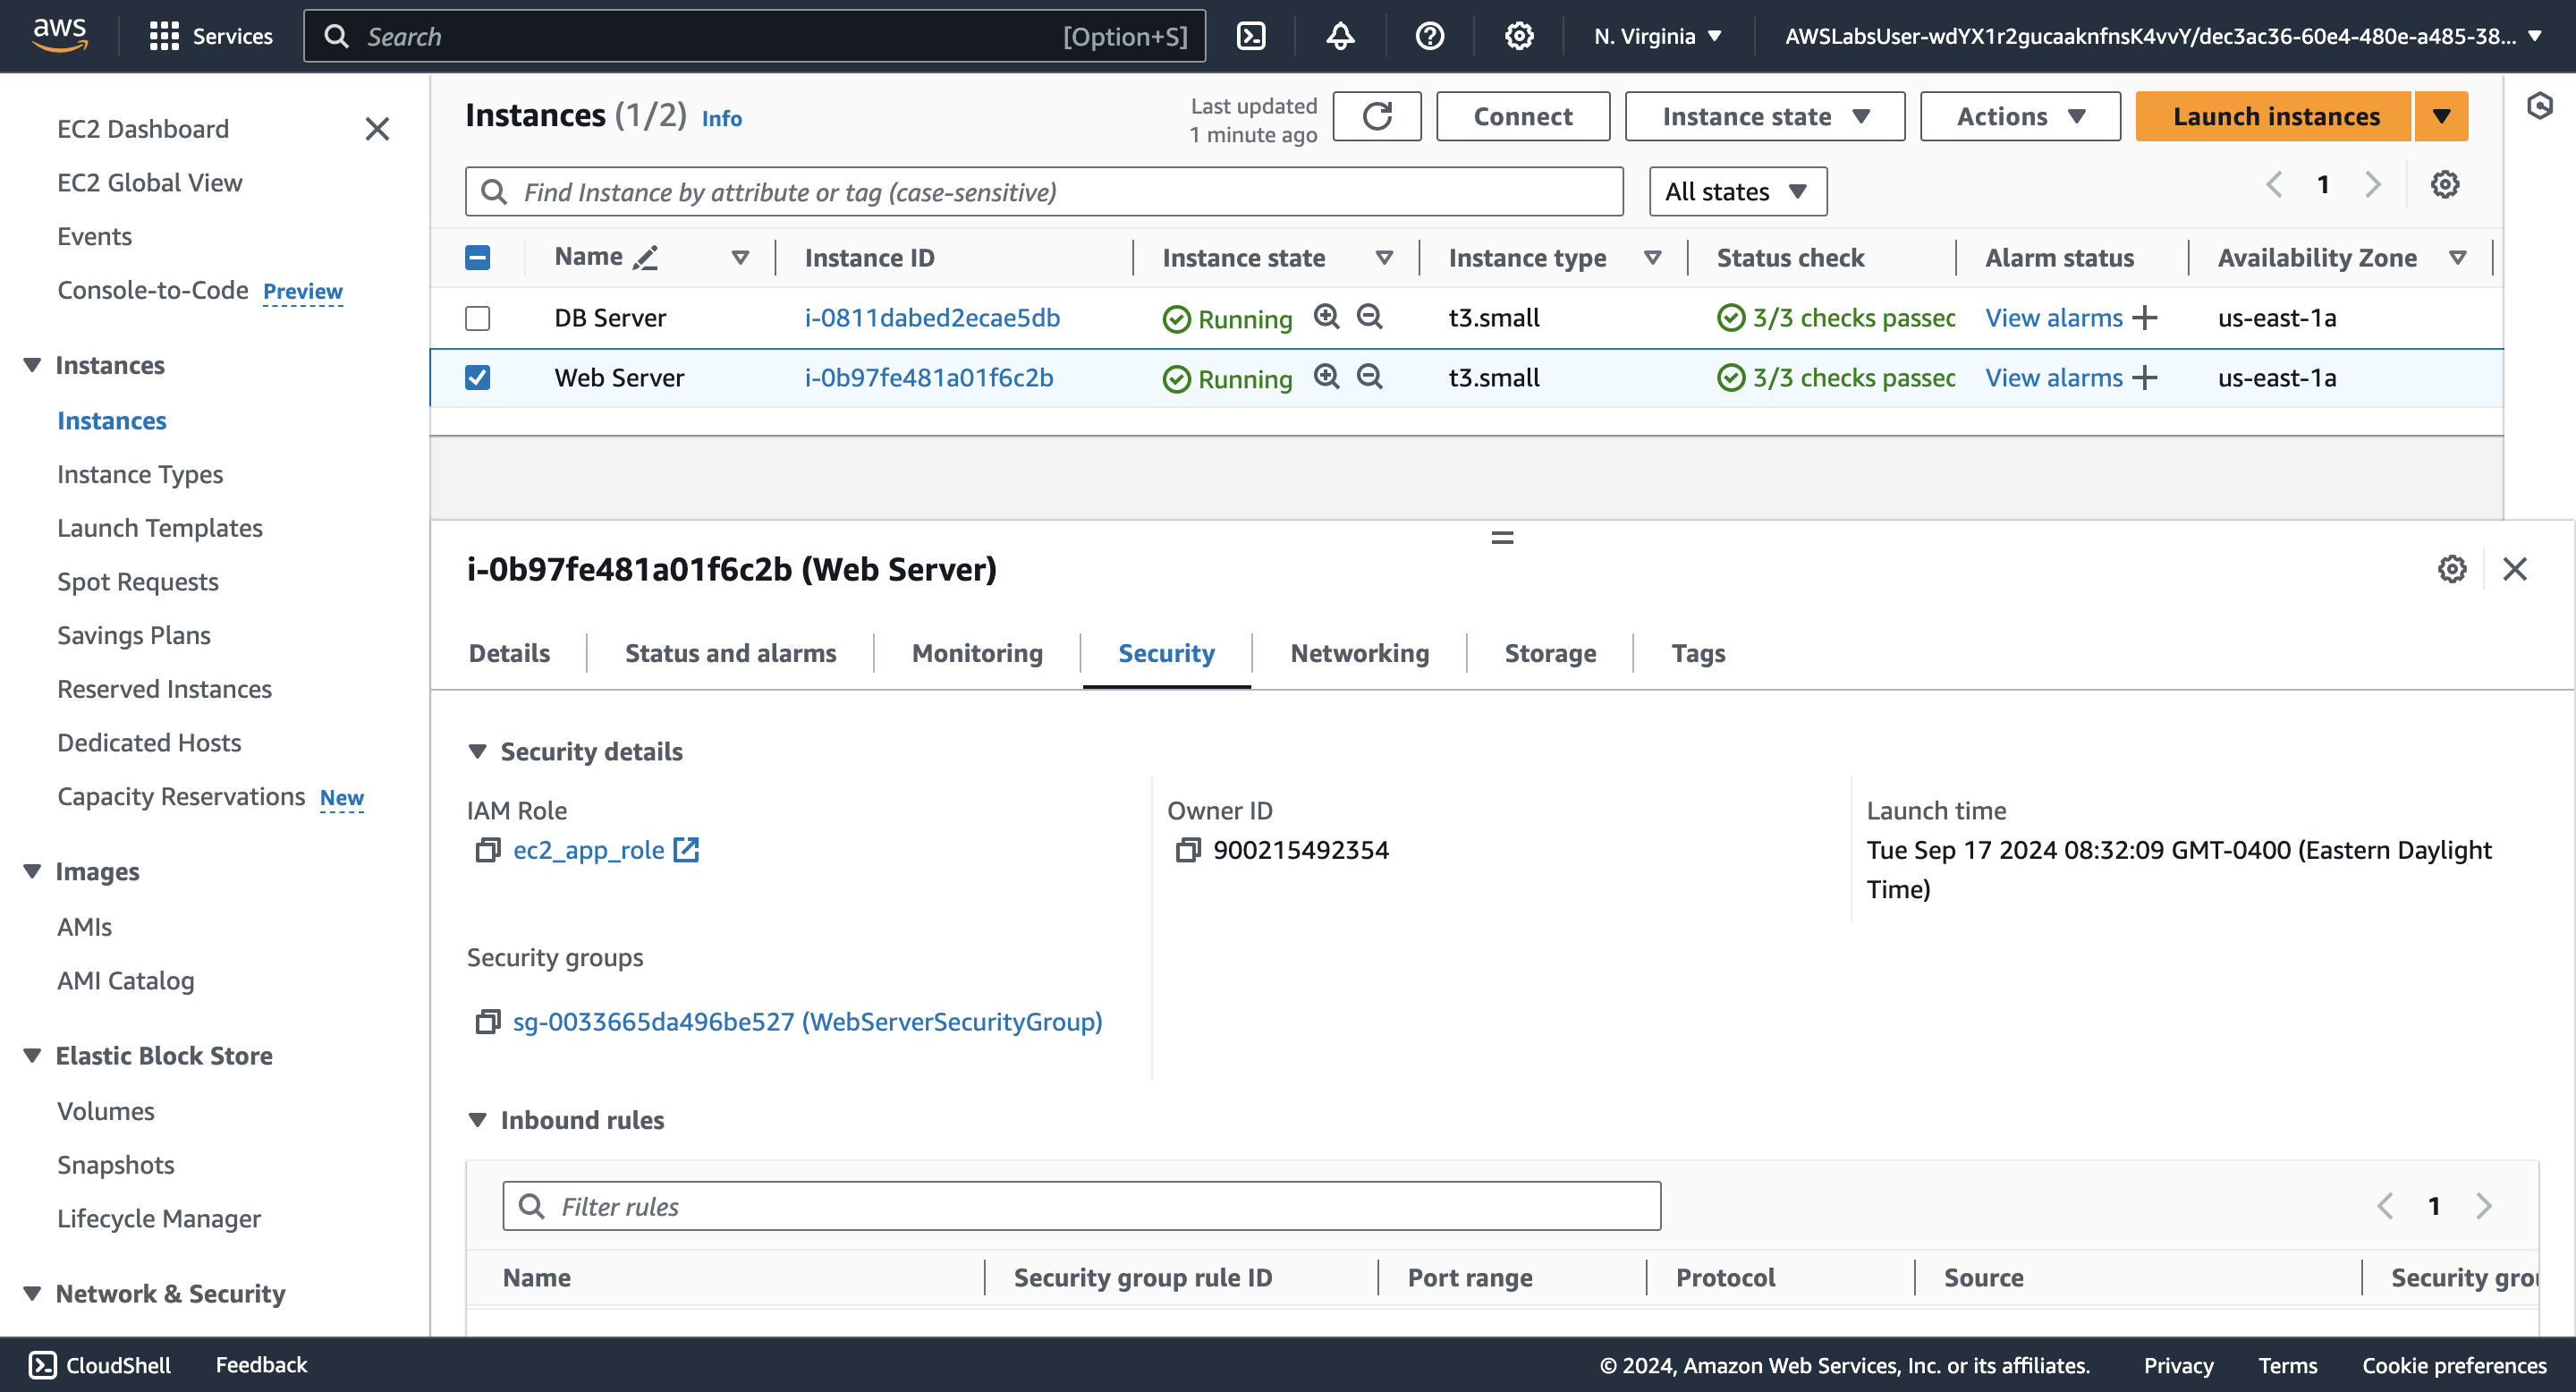 aws Services Search [Option+S] N. Virginia AWSLabsUser-wdYX1r2gucaaknfnsK4vvY/dec3ac36-60e4-480e-a485-38...
EC2 Dashboard
EC2 Global View
Events
Console-to-Code Preview
Instances
Instances
Instance Types
Launch Templates
Spot Requests
Savings Plans
Reserved Instances
Dedicated Hosts
Capacity Reservations New
Images
AMIs
AMI Catalog
Elastic Block Store
Volumes
Snapshots
Lifecycle Manager
Network & Security
Instances (1/2) Info
Last updated
1 minute ago
Connect Instance state Actions Launch instances
Find Instance by attribute or tag (case-sensitive) All states 1
Name Instance ID Instance state Instance type Status check Alarm status Availability Zone
DB Server i-0811dabed2ecae5db Running t3.small 3/3 checks passec View alarms us-east-1a
Web Server i-0b97fe481a01f6c2b Running t3.small 3/3 checks passec View alarms us-east-1a
i-0b97fe481a01f6c2b (Web Server)
Details Status and alarms Monitoring Security Networking Storage Tags
Security details
IAM Role
ec2_app_role
Owner ID
900215492354
Launch time
Tue Sep 17 2024 08:32:09 GMT-0400 (Eastern Daylight
Time)
Security groups
sg-0033665da496be527 (WebServerSecurityGroup)
Inbound rules
Filter rules 1
Name Security group rule ID Port range Protocol Source Security grou
CloudShell Feedback © 2024, Amazon Web Services, Inc. or its affiliates. Privacy Terms Cookie preferences